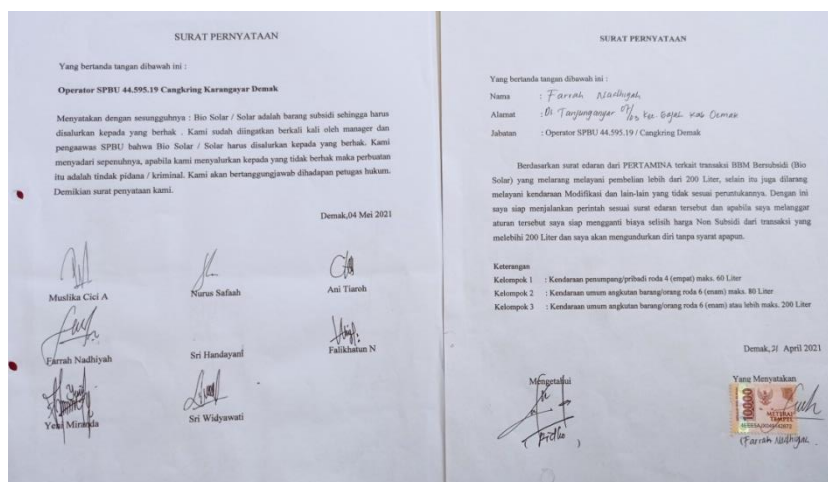 SURAT PERNYATAAN
Yang bertanda tangan dibawah ini :
Operator SPBU 44.595.19 Cangkring Karanganyar Demak
Menyatakan dengan sesungguhnya : Bio Solar / Solar adalah barang subsidi sehingga harus
disalurkan kepada yang berhak . Kami sudah diingatkan berkali kali oleh manager dan
pengaawas SPBU bahwa Bio Solar / Solar harus disalurkan kepada yang berhak. Kami
menyadari sepenuhnya, apabila kami menyalurkan kepada yang tidak berhak maka perbuatan
itu adalah tindak pidana / kriminal. Kami akan bertanggungjawab dihadapan petugas hukum.
Demikian surat penyataan kami.
Demak,04 Mei 2021
Muslika Cici A
Nurus Safaah
Ani Tiaroh
Farrah Nadhiyah
Sri Handayani
Falikhatun N
Yeni Miranda
Sri Widyawati
SURAT PERNYATAAN
Yang bertanda tangan dibawah ini :
Nama : Farrah Nadhiyah
Alamat : Ds Tanjunganyar 07/03 Kec. Gajah Kab Demak
Jabatan : Operator SPBU 44.595.19 / Cangkring Demak
Berdasarkan surat edaran dari PERTAMINA terkait transaksi BBM Bersubsidi (Bio
Solar) yang melarang melayani pembelian lebih dari 200 Liter, selain itu juga dilarang
melayani kendaraan Modifikasi dan lain-lain yang tidak sesuai peruntukannya. Dengan ini
saya siap menjalankan perintah sesuai surat edaran tersebut dan apabila saya melanggar
aturan tersebut saya siap mengganti biaya selisih harga Non Subsidi dari transaksi yang
melebihi 200 Liter dan saya akan mengundurkan diri tanpa syarat apapun.
Keterangan
Kelompok 1 : Kendaraan penumpang/pribadi roda 4 (empat) maks. 60 Liter
Kelompok 2 : Kendaraan umum angkutan barang/orang roda 6 (enam) maks. 80 Liter
Kelompok 3 : Kendaraan umum angkutan barang/orang roda 6 (enam) atau lebih maks. 200 Liter
Demak, 21 April 2021
Mengetahui
( Ridho )
Yang Menyatakan
10000
METERAI
TEMPEL
(Farrah Nadhiyah